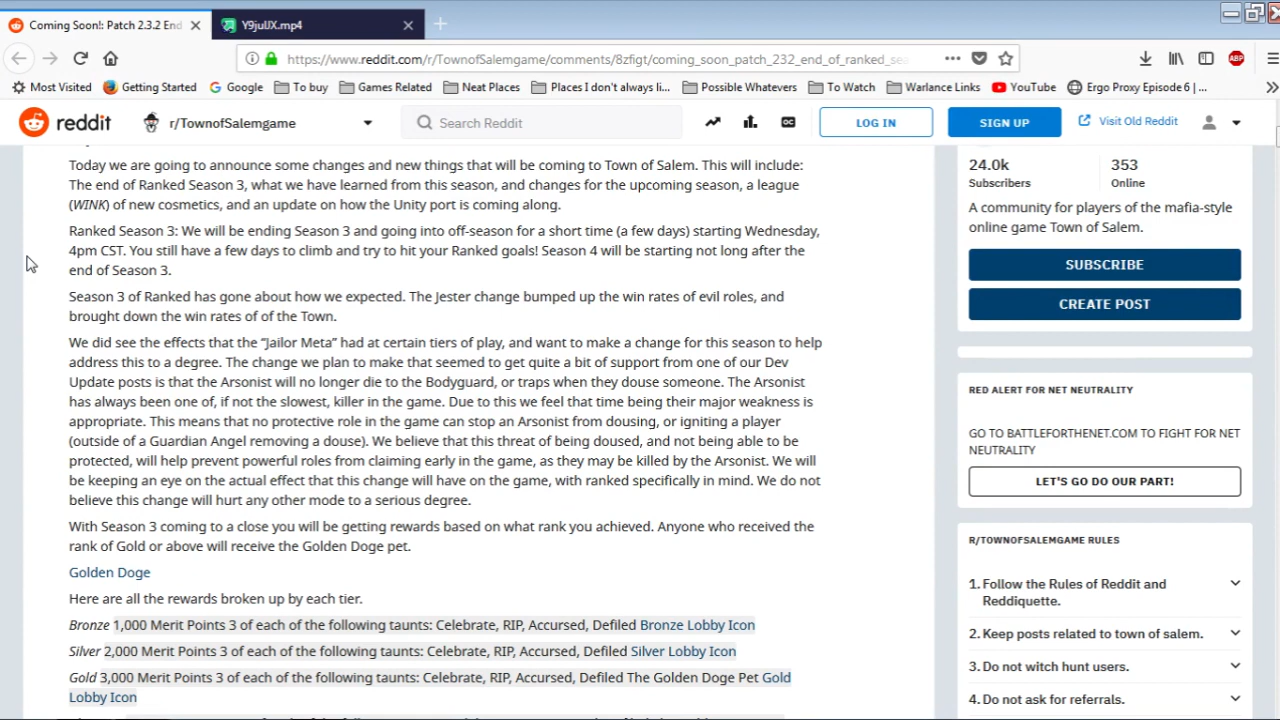 Coming Soon!: Patch 2.3.2 End
Y9julJX.mp4
https://www.reddit.com/r/TownofSalemgame/comments/8zfigt/coming_soon_patch_232_end_of_ranked_sea
Most Visited Getting Started Google To buy Games Related Neat Places Places I don't always li... Possible Whatevers To Watch Warlance Links YouTube Ergo Proxy Episode 6 | ...
reddit r/TownofSalemgame Search Reddit LOG IN SIGN UP Visit Old Reddit
Today we are going to announce some changes and new things that will be coming to Town of Salem. This will include:
The end of Ranked Season 3, what we have learned from this season, and changes for the upcoming season, a league
(WINK) of new cosmetics, and an update on how the Unity port is coming along.
Ranked Season 3: We will be ending Season 3 and going into off-season for a short time (a few days) starting Wednesday,
4pm CST. You still have a few days to climb and try to hit your Ranked goals! Season 4 will be starting not long after the
end of Season 3.
Season 3 of Ranked has gone about how we expected. The Jester change bumped up the win rates of evil roles, and
brought down the win rates of of the Town.
We did see the effects that the “Jailor Meta” had at certain tiers of play, and want to make a change for this season to help
address this to a degree. The change we plan to make that seemed to get quite a bit of support from one of our Dev
Update posts is that the Arsonist will no longer die to the Bodyguard, or traps when they douse someone. The Arsonist
has always been one of, if not the slowest, killer in the game. Due to this we feel that time being their major weakness is
appropriate. This means that no protective role in the game can stop an Arsonist from dousing, or igniting a player
(outside of a Guardian Angel removing a douse). We believe that this threat of being doused, and not being able to be
protected, will help prevent powerful roles from claiming early in the game, as they may be killed by the Arsonist. We will
be keeping an eye on the actual effect that this change will have on the game, with ranked specifically in mind. We do not
believe this change will hurt any other mode to a serious degree.
With Season 3 coming to a close you will be getting rewards based on what rank you achieved. Anyone who received the
rank of Gold or above will receive the Golden Doge pet.
Golden Doge
Here are all the rewards broken up by each tier.
Bronze 1,000 Merit Points 3 of each of the following taunts: Celebrate, RIP, Accursed, Defiled Bronze Lobby Icon
Silver 2,000 Merit Points 3 of each of the following taunts: Celebrate, RIP, Accursed, Defiled Silver Lobby Icon
Gold 3,000 Merit Points 3 of each of the following taunts: Celebrate, RIP, Accursed, Defiled The Golden Doge Pet Gold
Lobby Icon
24.0k 353
Subscribers Online
A community for players of the mafia-style
online game Town of Salem.
SUBSCRIBE
CREATE POST
RED ALERT FOR NET NEUTRALITY
GO TO BATTLEFORTHENET.COM TO FIGHT FOR NET
NEUTRALITY
LET'S GO DO OUR PART!
R/TOWNOFSALEMGAME RULES
1. Follow the Rules of Reddit and
Reddiquette.
2. Keep posts related to town of salem.
3. Do not witch hunt users.
4. Do not ask for referrals.